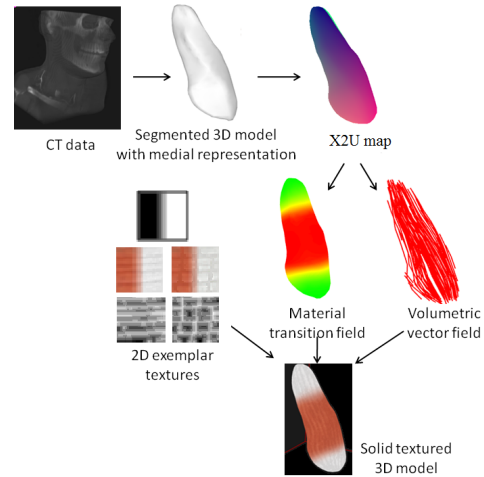 CT data
Segmented 3D model
with medial representation
X2U map
Material
transition field
Volumetric
vector field
2D exemplar
textures
Solid textured
3D model